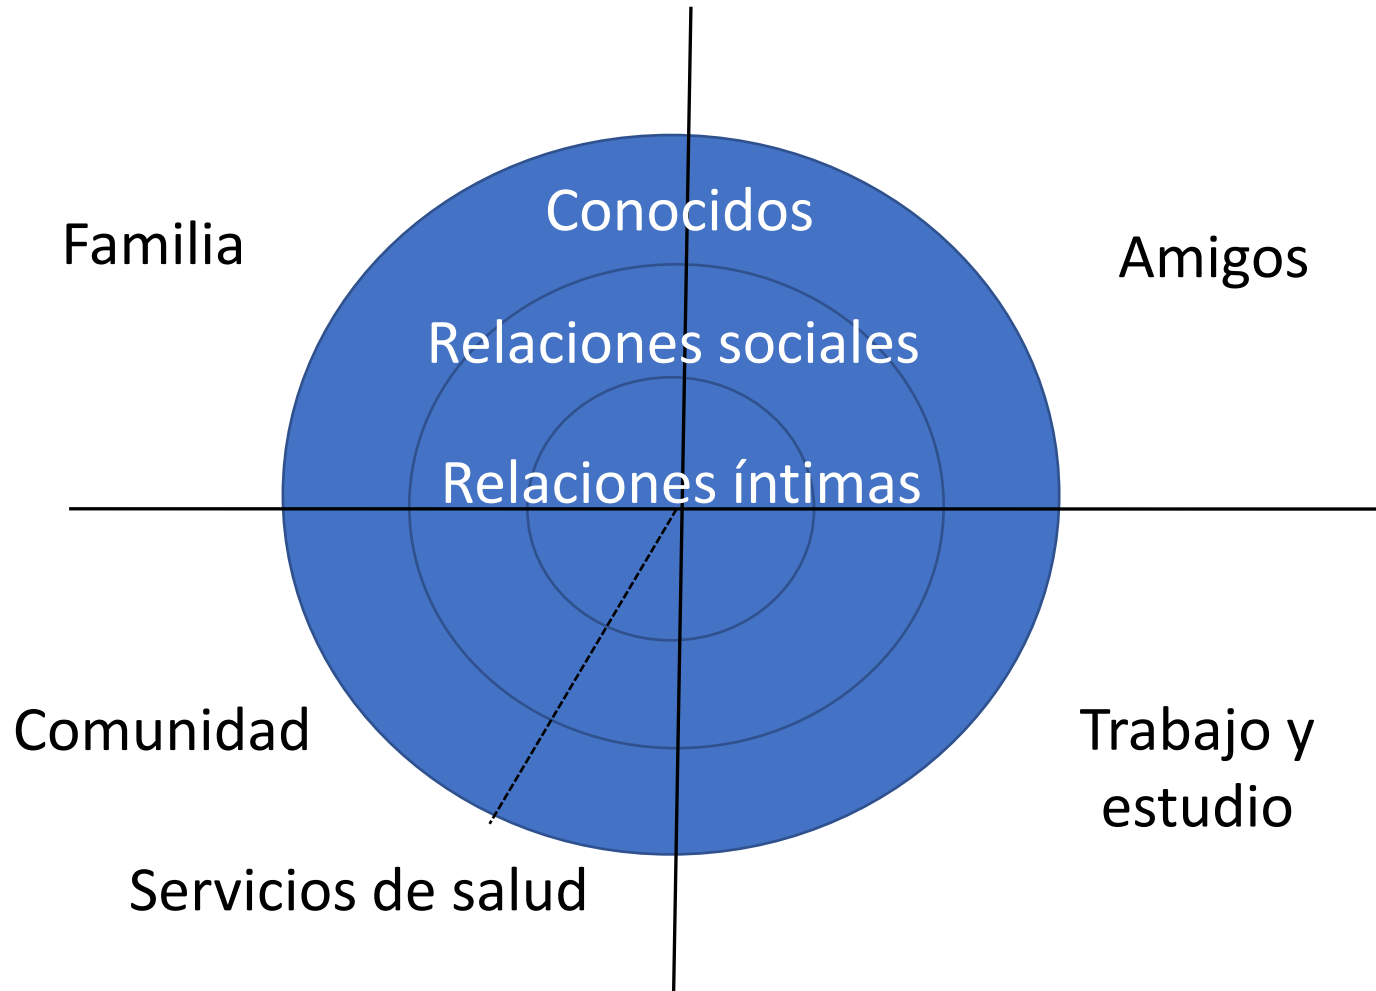 Conocidos
Familia
Amigos
Relaciones sociales
Relaciones íntimas
Comunidad
Trabajo y
estudio
Servicios de salud